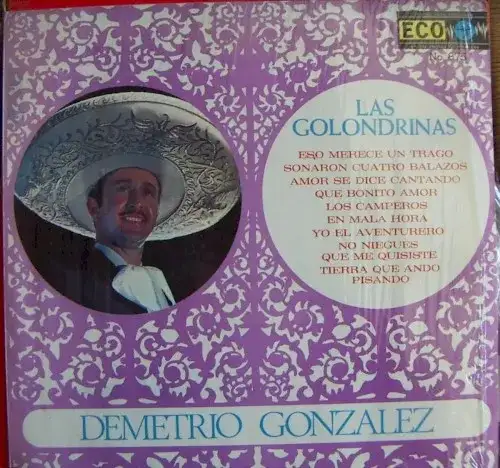 ECO
No.
LAS
GOLONDRINAS
ESO MERECE UN TRAGO
SONARON CUATRO BALAZOS
AMOR SE DICE CANTANDO
QUE BONITO AMOR
LOS CAMPEROS
EN MALA HORA
YO EL AVENTURERO
NO NIEGUES
QUE ME QUISISTE
TIERRA QUE ANDO
PISANDO
DEMETRIO GONZALEZ